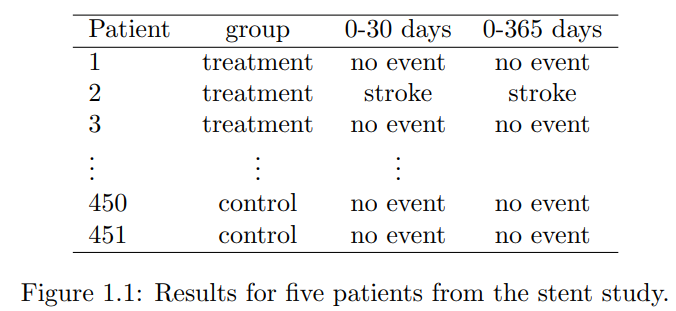 Patient group 0-30 days 0-365 days
1 treatment no event no event
2 treatment stroke stroke
3 treatment no event no event
⋮ ⋮ ⋮
450 control no event no event
451 control no event no event
Figure 1.1: Results for five patients from the stent study.